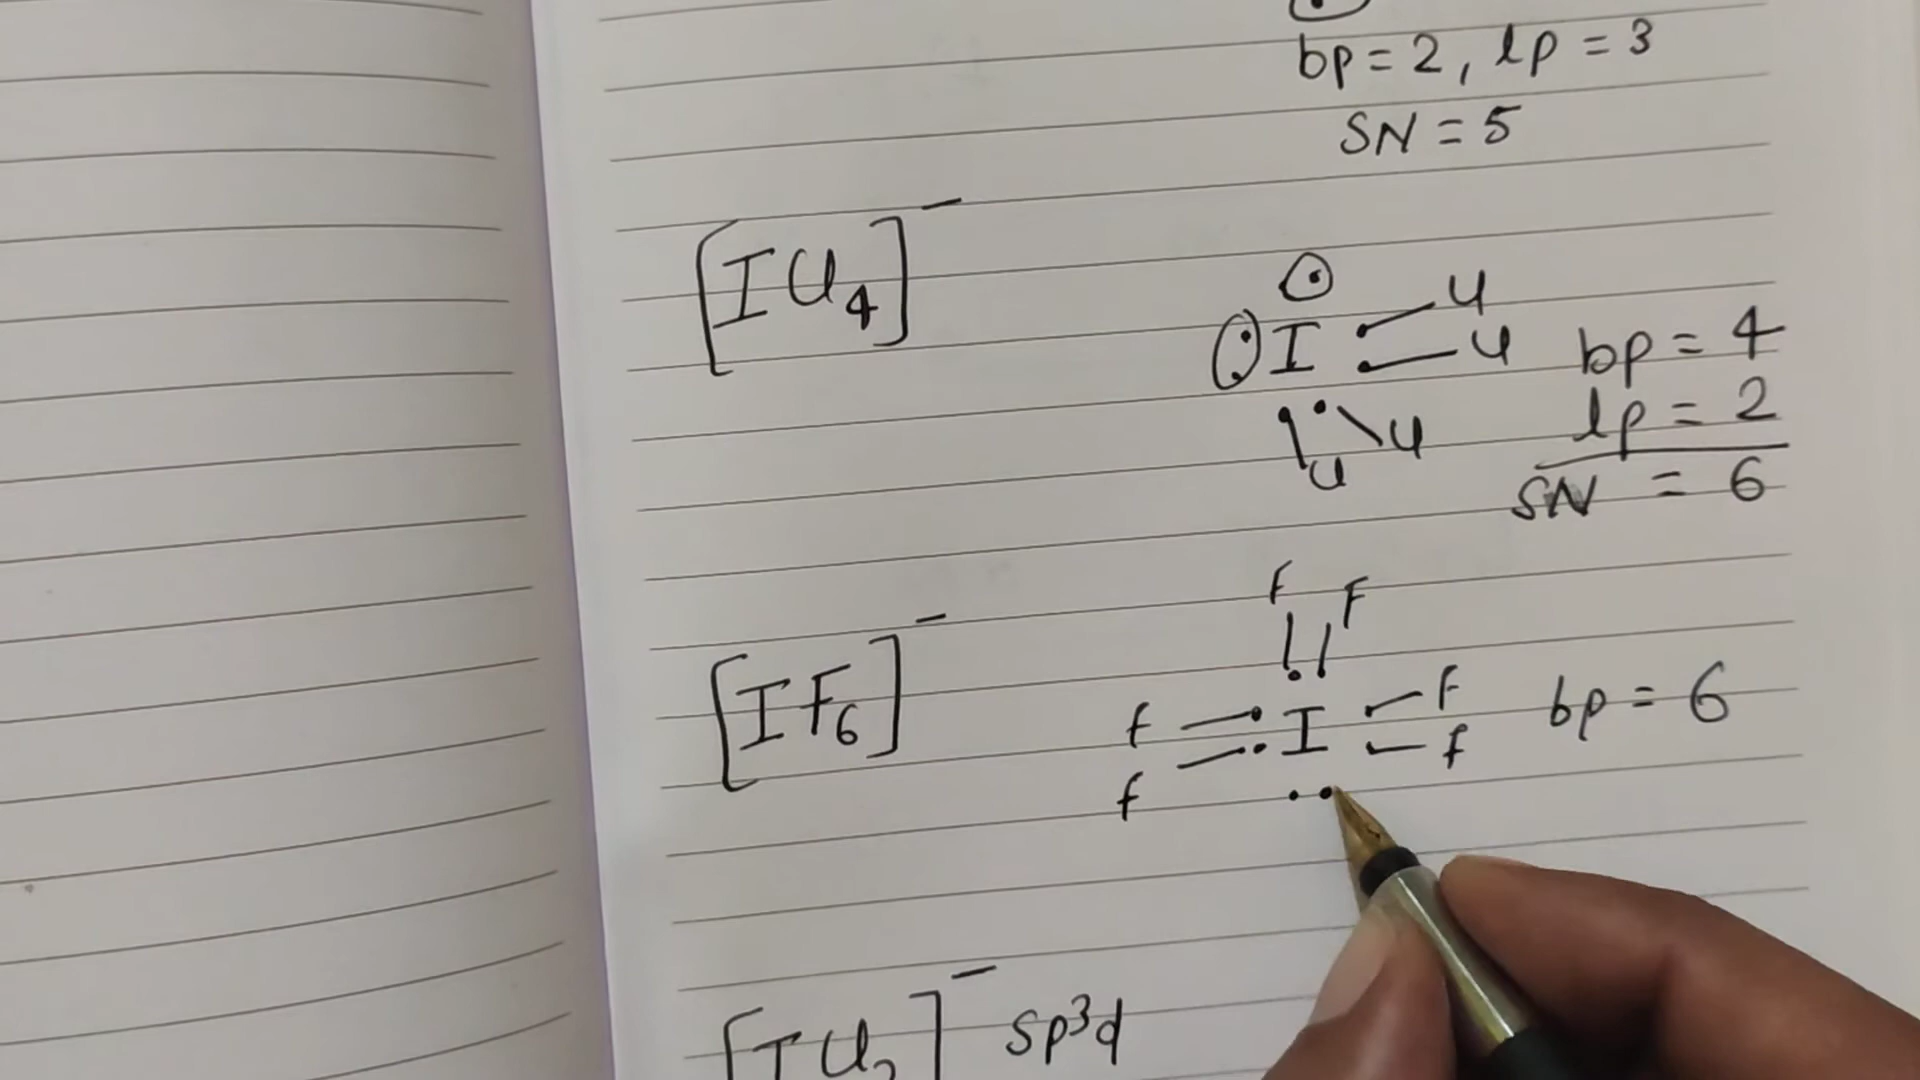 bp = 2, lp = 3
SN = 5
[ICl4]⁻
I Cl
Cl
Cl
Cl
bp = 4
lp = 2
SN = 6
[IF6]⁻
F F
F I F
F F
bp = 6
[ICl2]⁻ sp³d